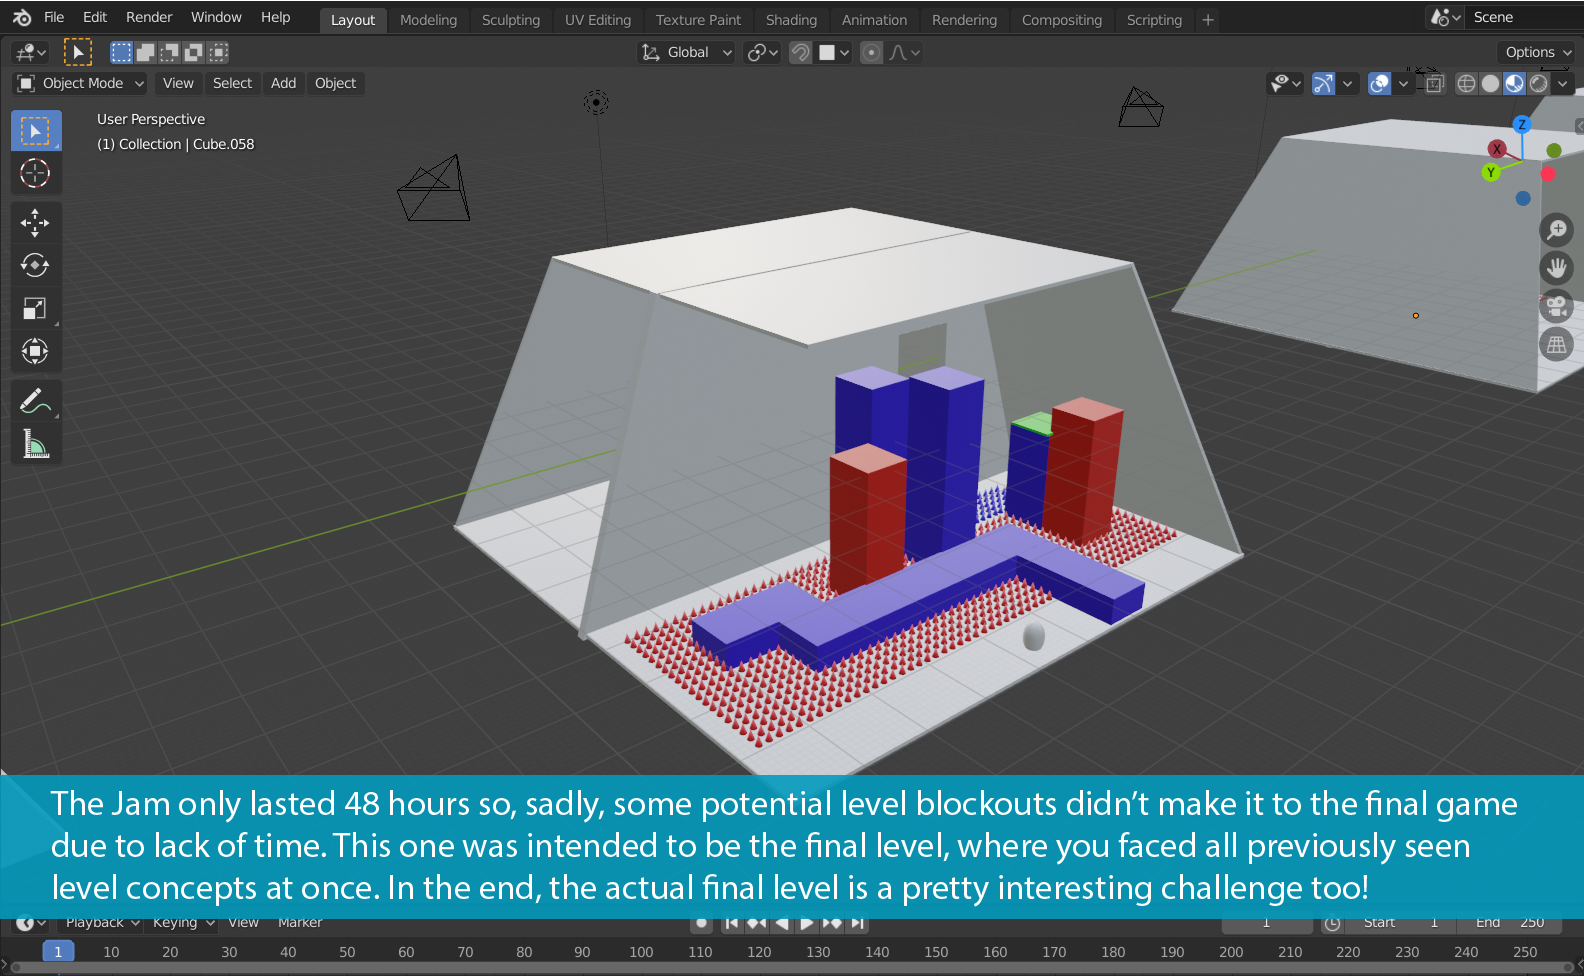 File Edit Render Window Help Layout Modeling Sculpting UV Editing Texture Paint Shading Animation Rendering Compositing Scripting + Scene
Global Options
Object Mode View Select Add Object
User Perspective
(1) Collection | Cube.058
Z
X
Y
The Jam only lasted 48 hours so, sadly, some potential level blockouts didn’t make it to the final game
due to lack of time. This one was intended to be the final level, where you faced all previously seen
level concepts at once. In the end, the actual final level is a pretty interesting challenge too!
Playback Keying View Marker 1 Start 1 End 250
1 10 20 30 40 50 60 70 80 90 100 110 120 130 140 150 160 170 180 190 200 210 220 230 240 250